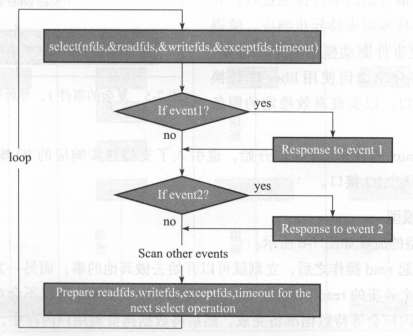 select(nfds,&readfds,&writefds,&exceptfds,timeout)
If event1?
yes
no
Response to event 1
loop
If event2?
yes
no
Response to event 2
Scan other events
Prepare readfds,writefds,exceptfds,timeout for the
next select operation